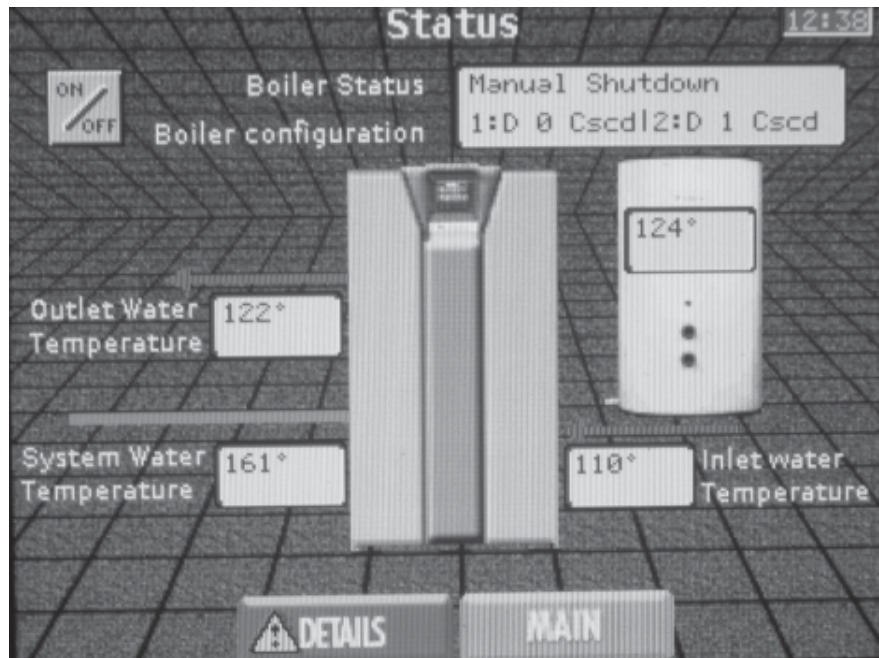 Status
12:38
ON
OFF
Boiler Status
Manual Shutdown
Boiler configuration
1:D 0 Cscd|2:D 1 Cscd
124°
Outlet Water
Temperature
122°
System Water
Temperature
161°
110°
Inlet water
Temperature
DETAILS
MAIN